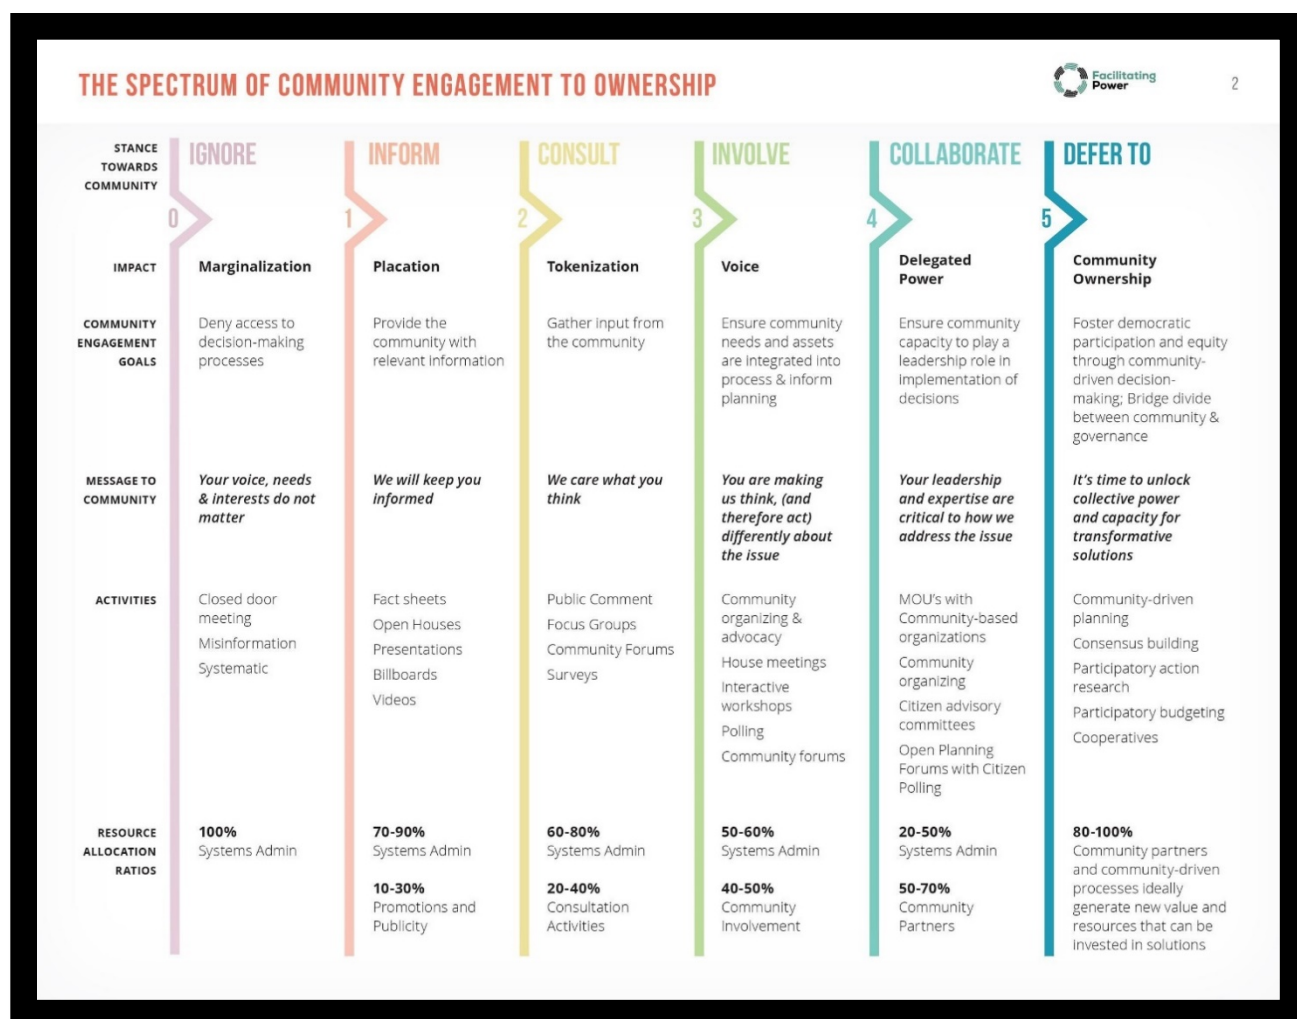 THE SPECTRUM OF COMMUNITY ENGAGEMENT TO OWNERSHIP
Facilitating
Power
2
STANCE
TOWARDS
COMMUNITY
IGNORE
INFORM
CONSULT
INVOLVE
COLLABORATE
DEFER TO
0
1
2
3
4
5
IMPACT
Marginalization
Placation
Tokenization
Voice
Delegated
Power
Community
Ownership
COMMUNITY
ENGAGEMENT
GOALS
Deny access to
decision-making
processes
Provide the
community with
relevant information
Gather input from
the community
Ensure community
needs and assets
are integrated into
process & inform
planning
Ensure community
capacity to play a
leadership role in
implementation of
decisions
Foster democratic
participation and equity
through community-
driven decision-
making; Bridge divide
between community &
governance
MESSAGE TO
COMMUNITY
Your voice, needs
& interests do not
matter
We will keep you
informed
We care what you
think
You are making
us think, (and
therefore act)
differently about
the issue
Your leadership
and expertise are
critical to how we
address the issue
It's time to unlock
collective power
and capacity for
transformative
solutions
ACTIVITIES
Closed door
meeting
Misinformation
Systematic
Fact sheets
Open Houses
Presentations
Billboards
Videos
Public Comment
Focus Groups
Community Forums
Surveys
Community
organizing &
advocacy
House meetings
Interactive
workshops
Polling
Community forums
MOU's with
Community-based
organizations
Community
organizing
Citizen advisory
committees
Open Planning
Forums with Citizen
Polling
Community-driven
planning
Consensus building
Participatory action
research
Participatory budgeting
Cooperatives
RESOURCE
ALLOCATION
RATIOS
100%
Systems Admin
70-90%
Systems Admin
10-30%
Promotions and
Publicity
60-80%
Systems Admin
20-40%
Consultation
Activities
50-60%
Systems Admin
40-50%
Community
Involvement
20-50%
Systems Admin
50-70%
Community
Partners
80-100%
Community partners
and community-driven
processes ideally
generate new value and
resources that can be
invested in solutions